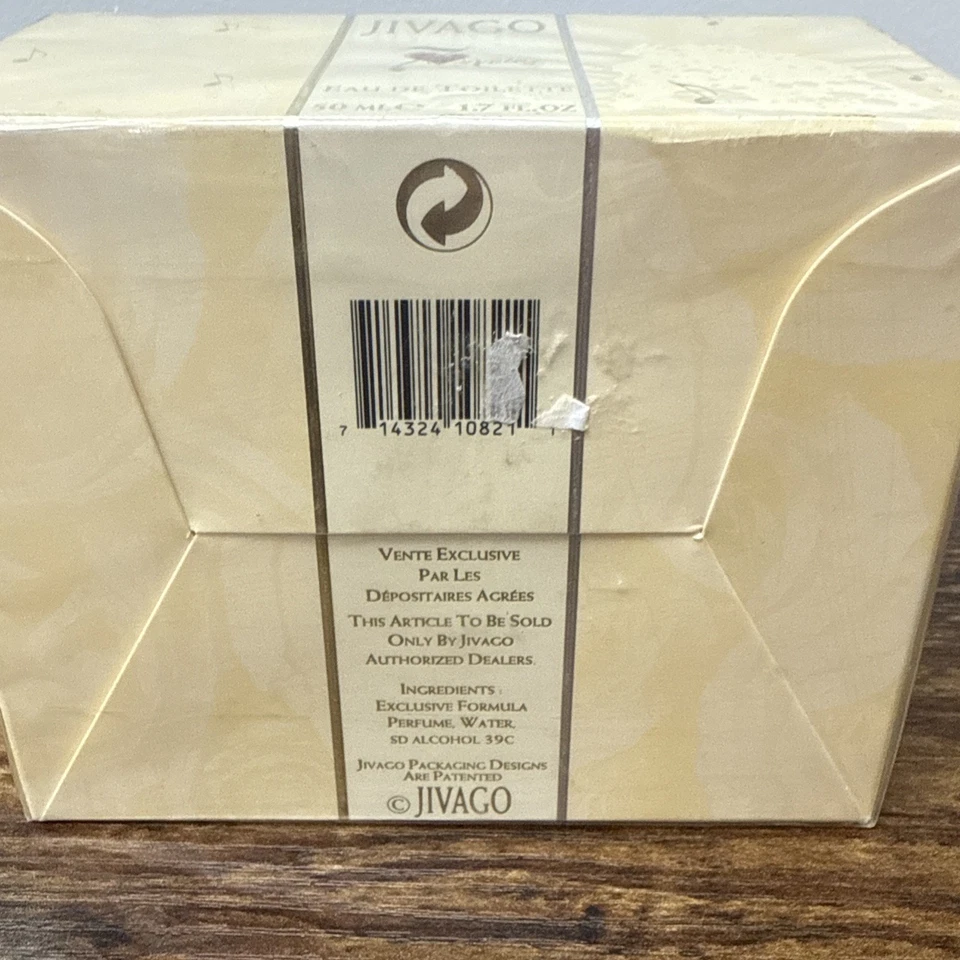 JIVAGO
EAU DE TOILETTE
50 ML℮ 1.7 FL.OZ
7 14324 10821 1
VENTE EXCLUSIVE
PAR LES
DÉPOSITAIRES AGRÉES
THIS ARTICLE TO BE SOLD
ONLY BY JIVAGO
AUTHORIZED DEALERS.
INGREDIENTS :
EXCLUSIVE FORMULA
PERFUME, WATER,
SD ALCOHOL 39C
JIVAGO PACKAGING DESIGNS
ARE PATENTED
© JIVAGO